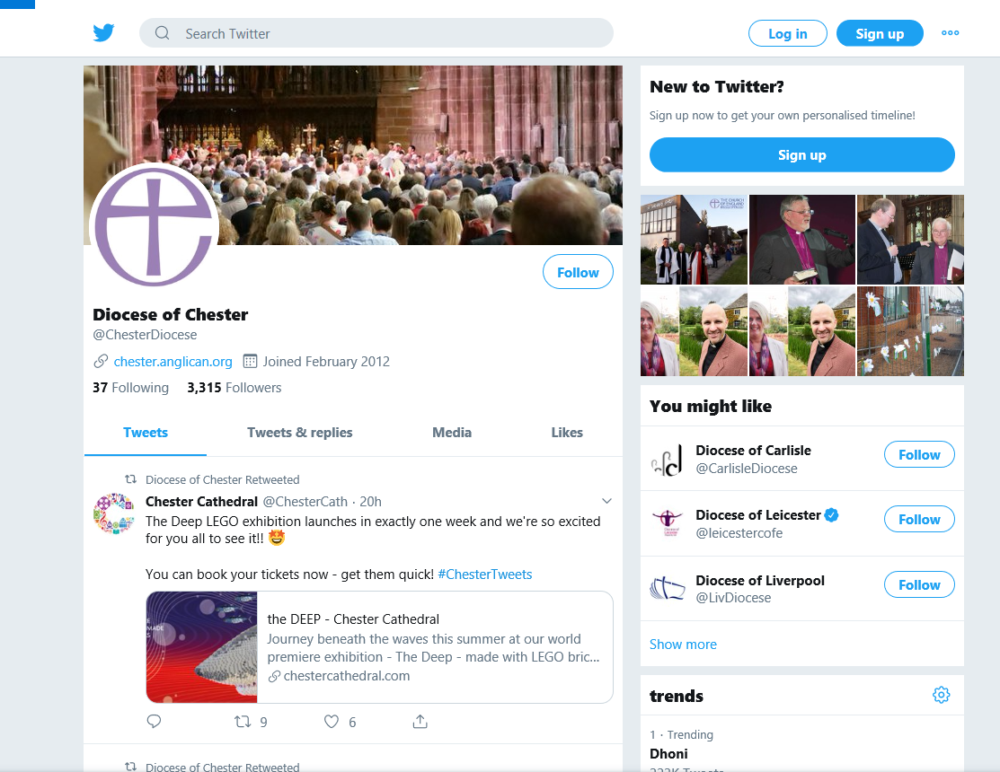 Search Twitter
Log in
Sign up
New to Twitter?
Sign up now to get your own personalised timeline!
Sign up
THE CHURCH
OF ENGLAND
Follow
Diocese of Chester
@ChesterDiocese
chester.anglican.org Joined February 2012
37 Following 3,315 Followers
Tweets Tweets & replies Media Likes
Diocese of Chester Retweeted
Chester Cathedral @ChesterCath · 20h
The Deep LEGO exhibition launches in exactly one week and we're so excited
for you all to see it!! 🤩
You can book your tickets now - get them quick! #ChesterTweets
the DEEP - Chester Cathedral
Journey beneath the waves this summer at our world
premiere exhibition - The Deep - made with LEGO bric...
chestercathedral.com
9 6
Diocese of Chester Retweeted
You might like
Diocese of Carlisle
@CarlisleDiocese
Follow
Diocese of Leicester
@leicestercofe
Follow
Diocese of Liverpool
@LivDiocese
Follow
Show more
trends
1 · Trending
Dhoni